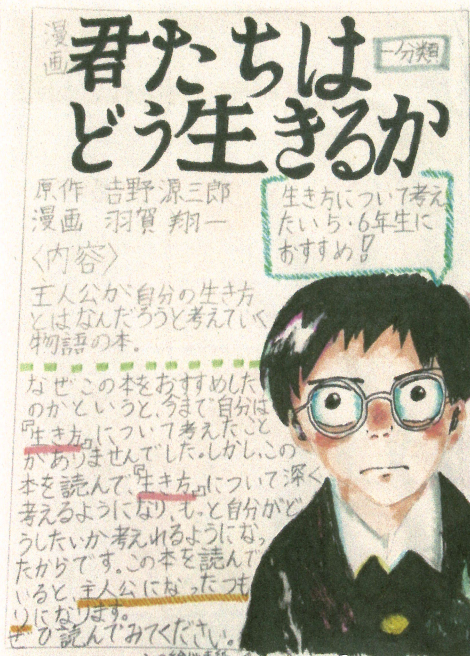 漫画
君たちは
どう生きるか
一分類
原作 吉野源三郎
漫画 羽賀翔一
生き方について考え
たい5・6年生に
おすすめ!!
〈内容〉
主人公が自分の生き方
とはなんだろうと考えていく
物語の本.
なぜこの本をおすすめした
のかというと、今まで自分は
『生き方』について考えたこと
がありませんでした。しかし、この
本を読んで、『生き方』について深く
考えるようになり、もっと自分がど
うしたいか考えれるようになっ
たからです。この本を読んで
いると、主人公になったつも
りになります。
ぜひ読んでみてください。